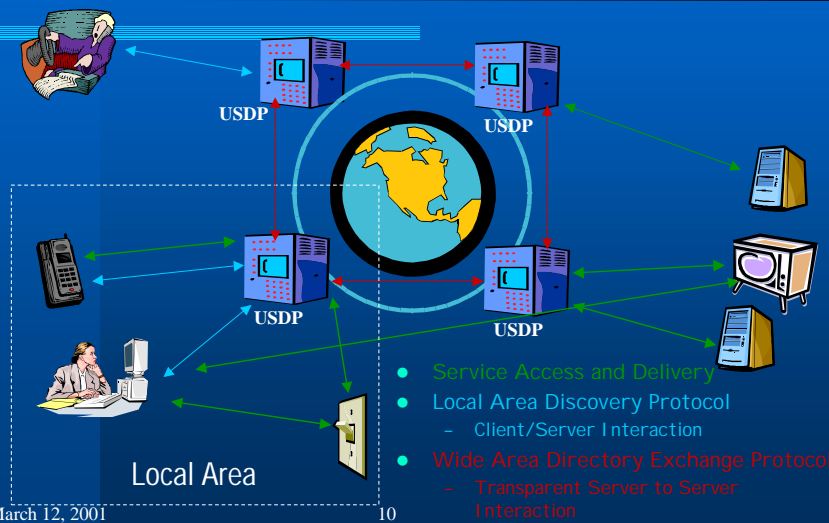 USDP
USDP
USDP
USDP
Service Access and Delivery
Local Area Discovery Protocol
– Client/Server Interaction
Wide Area Directory Exchange Protocol
– Transparent Server to Server
Interaction
Local Area
March 12, 2001
10